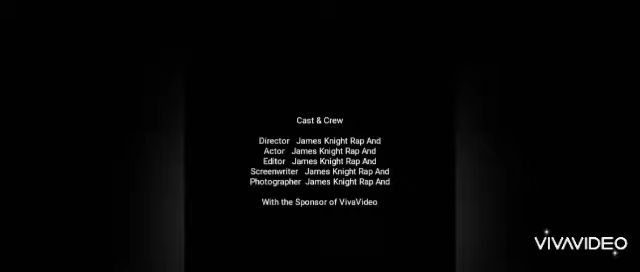 Cast & Crew
Director James Knight Rap And
Actor James Knight Rap And
Editor James Knight Rap And
Screenwriter James Knight Rap And
Photographer James Knight Rap And
With the Sponsor of VivaVideo
VIVAVIDEO